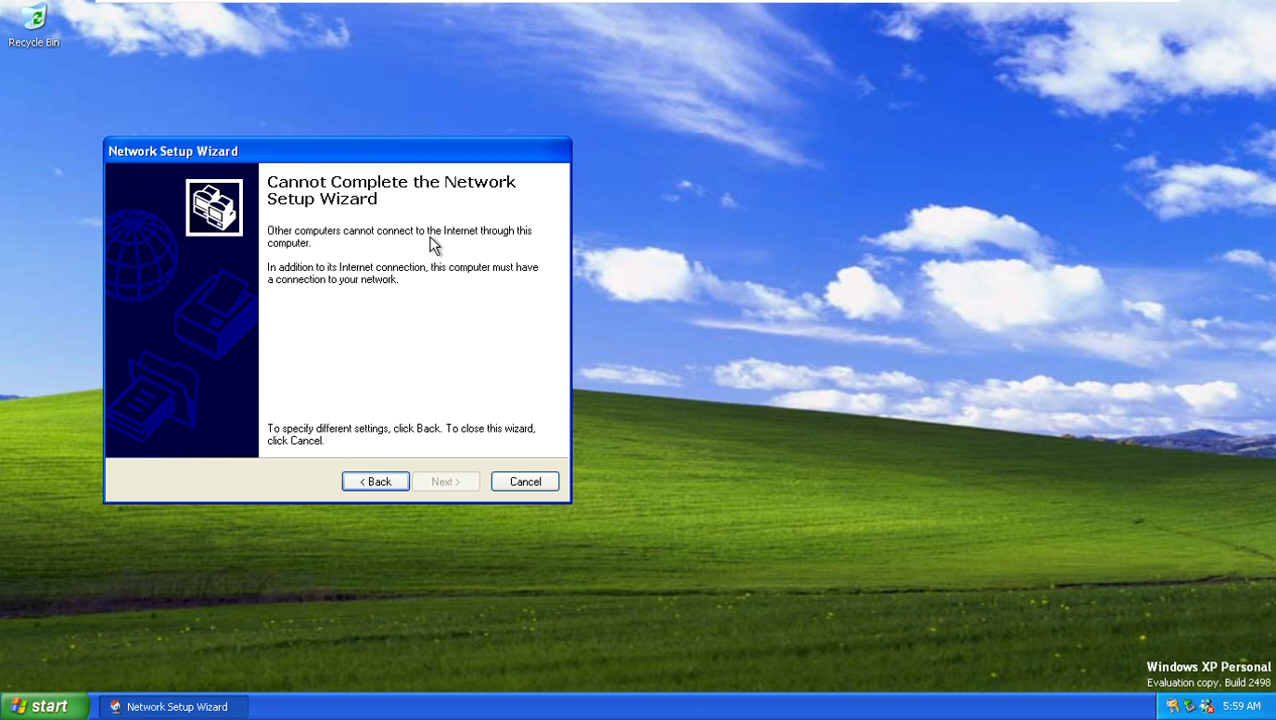 Recycle Bin
Network Setup Wizard
Cannot Complete the Network
Setup Wizard
Other computers cannot connect to the Internet through this
computer.
In addition to its Internet connection, this computer must have
a connection to your network.
To specify different settings, click Back. To close this wizard,
click Cancel.
< Back
Next >
Cancel
Windows XP Personal
Evaluation copy. Build 2498
start
Network Setup Wizard
5:59 AM